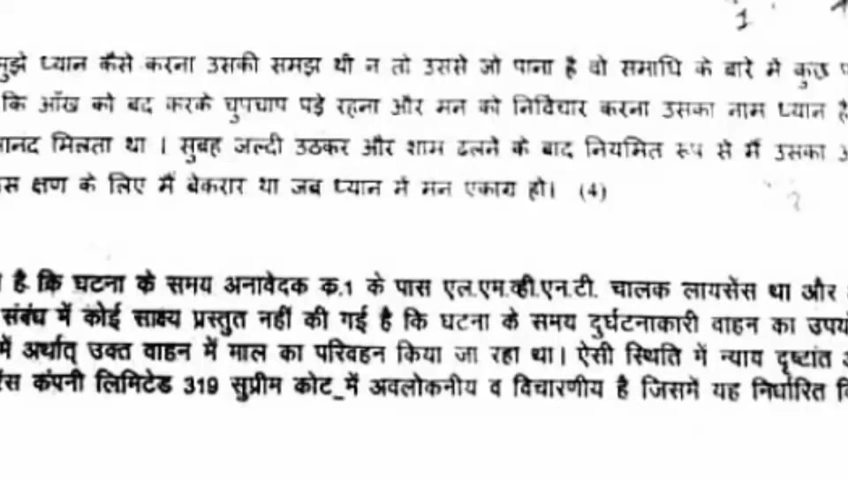 1
मुझे ध्यान कैसे करना उसकी समझ थी न तो उससे जो पाना है वो समाधि के बारे में कुछ
कि आँख को बंद करके चुपचाप पड़े रहना और मन को निर्विचार करना उसका नाम ध्यान है
मिलता था । सुबह जल्दी उठकर और शाम ढलने के बाद नियमित रूप से मैं उसका
क्षण के लिए मैं बेकरार था जब ध्यान में मन एकाग्र हो। (4)
है कि घटना के समय अनावेदक क.1 के पास एल.एम.व्ही.एन.टी. चालक लायसेंस था और
संबंध में कोई साक्ष्य प्रस्तुत नहीं की गई है कि घटना के समय दुर्घटनाकारी वाहन का
में अर्थात् उक्त वाहन में माल का परिवहन किया जा रहा था। ऐसी स्थिति में न्याय दृष्टांत
कंपनी लिमिटेड 319 सुप्रीम कोट_में अवलोकनीय व विचारणीय है जिसमें यह निर्धारित